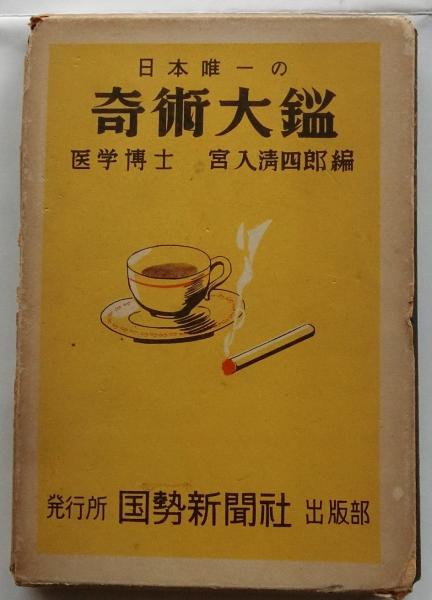 日本唯一の
奇術大鑑
医学博士 宮入清四郎編
発行所 国勢新聞社 出版部